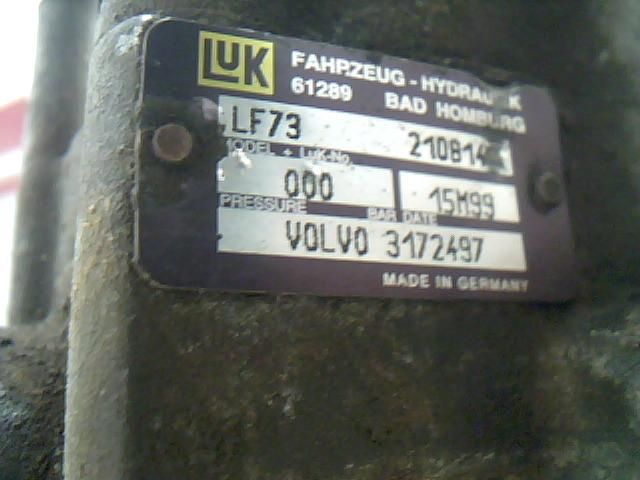 LUK
FAHRZEUG - HYDRAULIK
61289 BAD HOMBURG
LF73
MODEL + LuK-No.
000 15M99
PRESSURE BAR DATE
VOLVO 3172497
MADE IN GERMANY